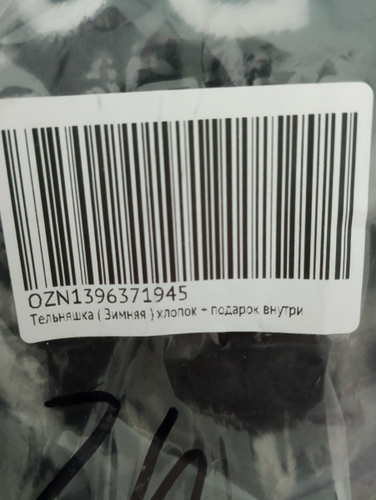 OZN1396371945
Тельняшка ( Зимняя ) хлопок + подарок внутри